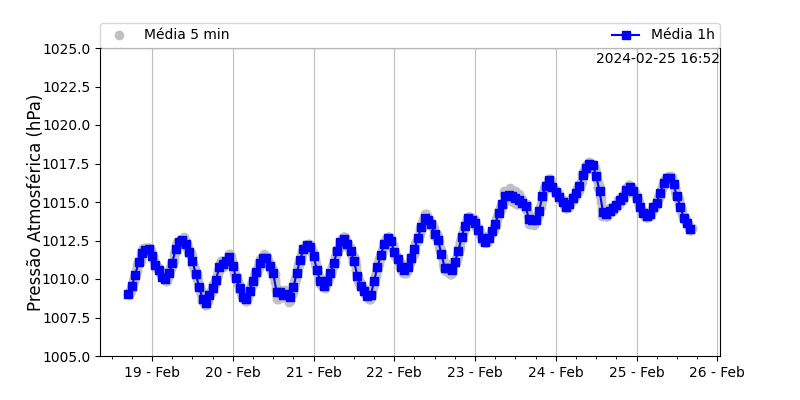 Média 5 min
Média 1h
2024-02-25 16:52
Pressão Atmosférica (hPa)
1025.0
1022.5
1020.0
1017.5
1015.0
1012.5
1010.0
1007.5
1005.0
19 - Feb
20 - Feb
21 - Feb
22 - Feb
23 - Feb
24 - Feb
25 - Feb
26 - Feb